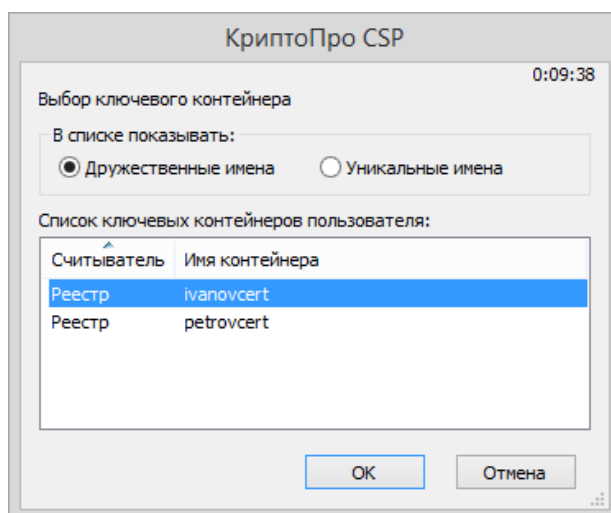 КриптоПро CSP
0:09:38
Выбор ключевого контейнера
В списке показывать:
Дружественные имена Уникальные имена
Список ключевых контейнеров пользователя:
Считыватель Имя контейнера
Реестр ivanovcert
Реестр petrovcert
ОК Отмена